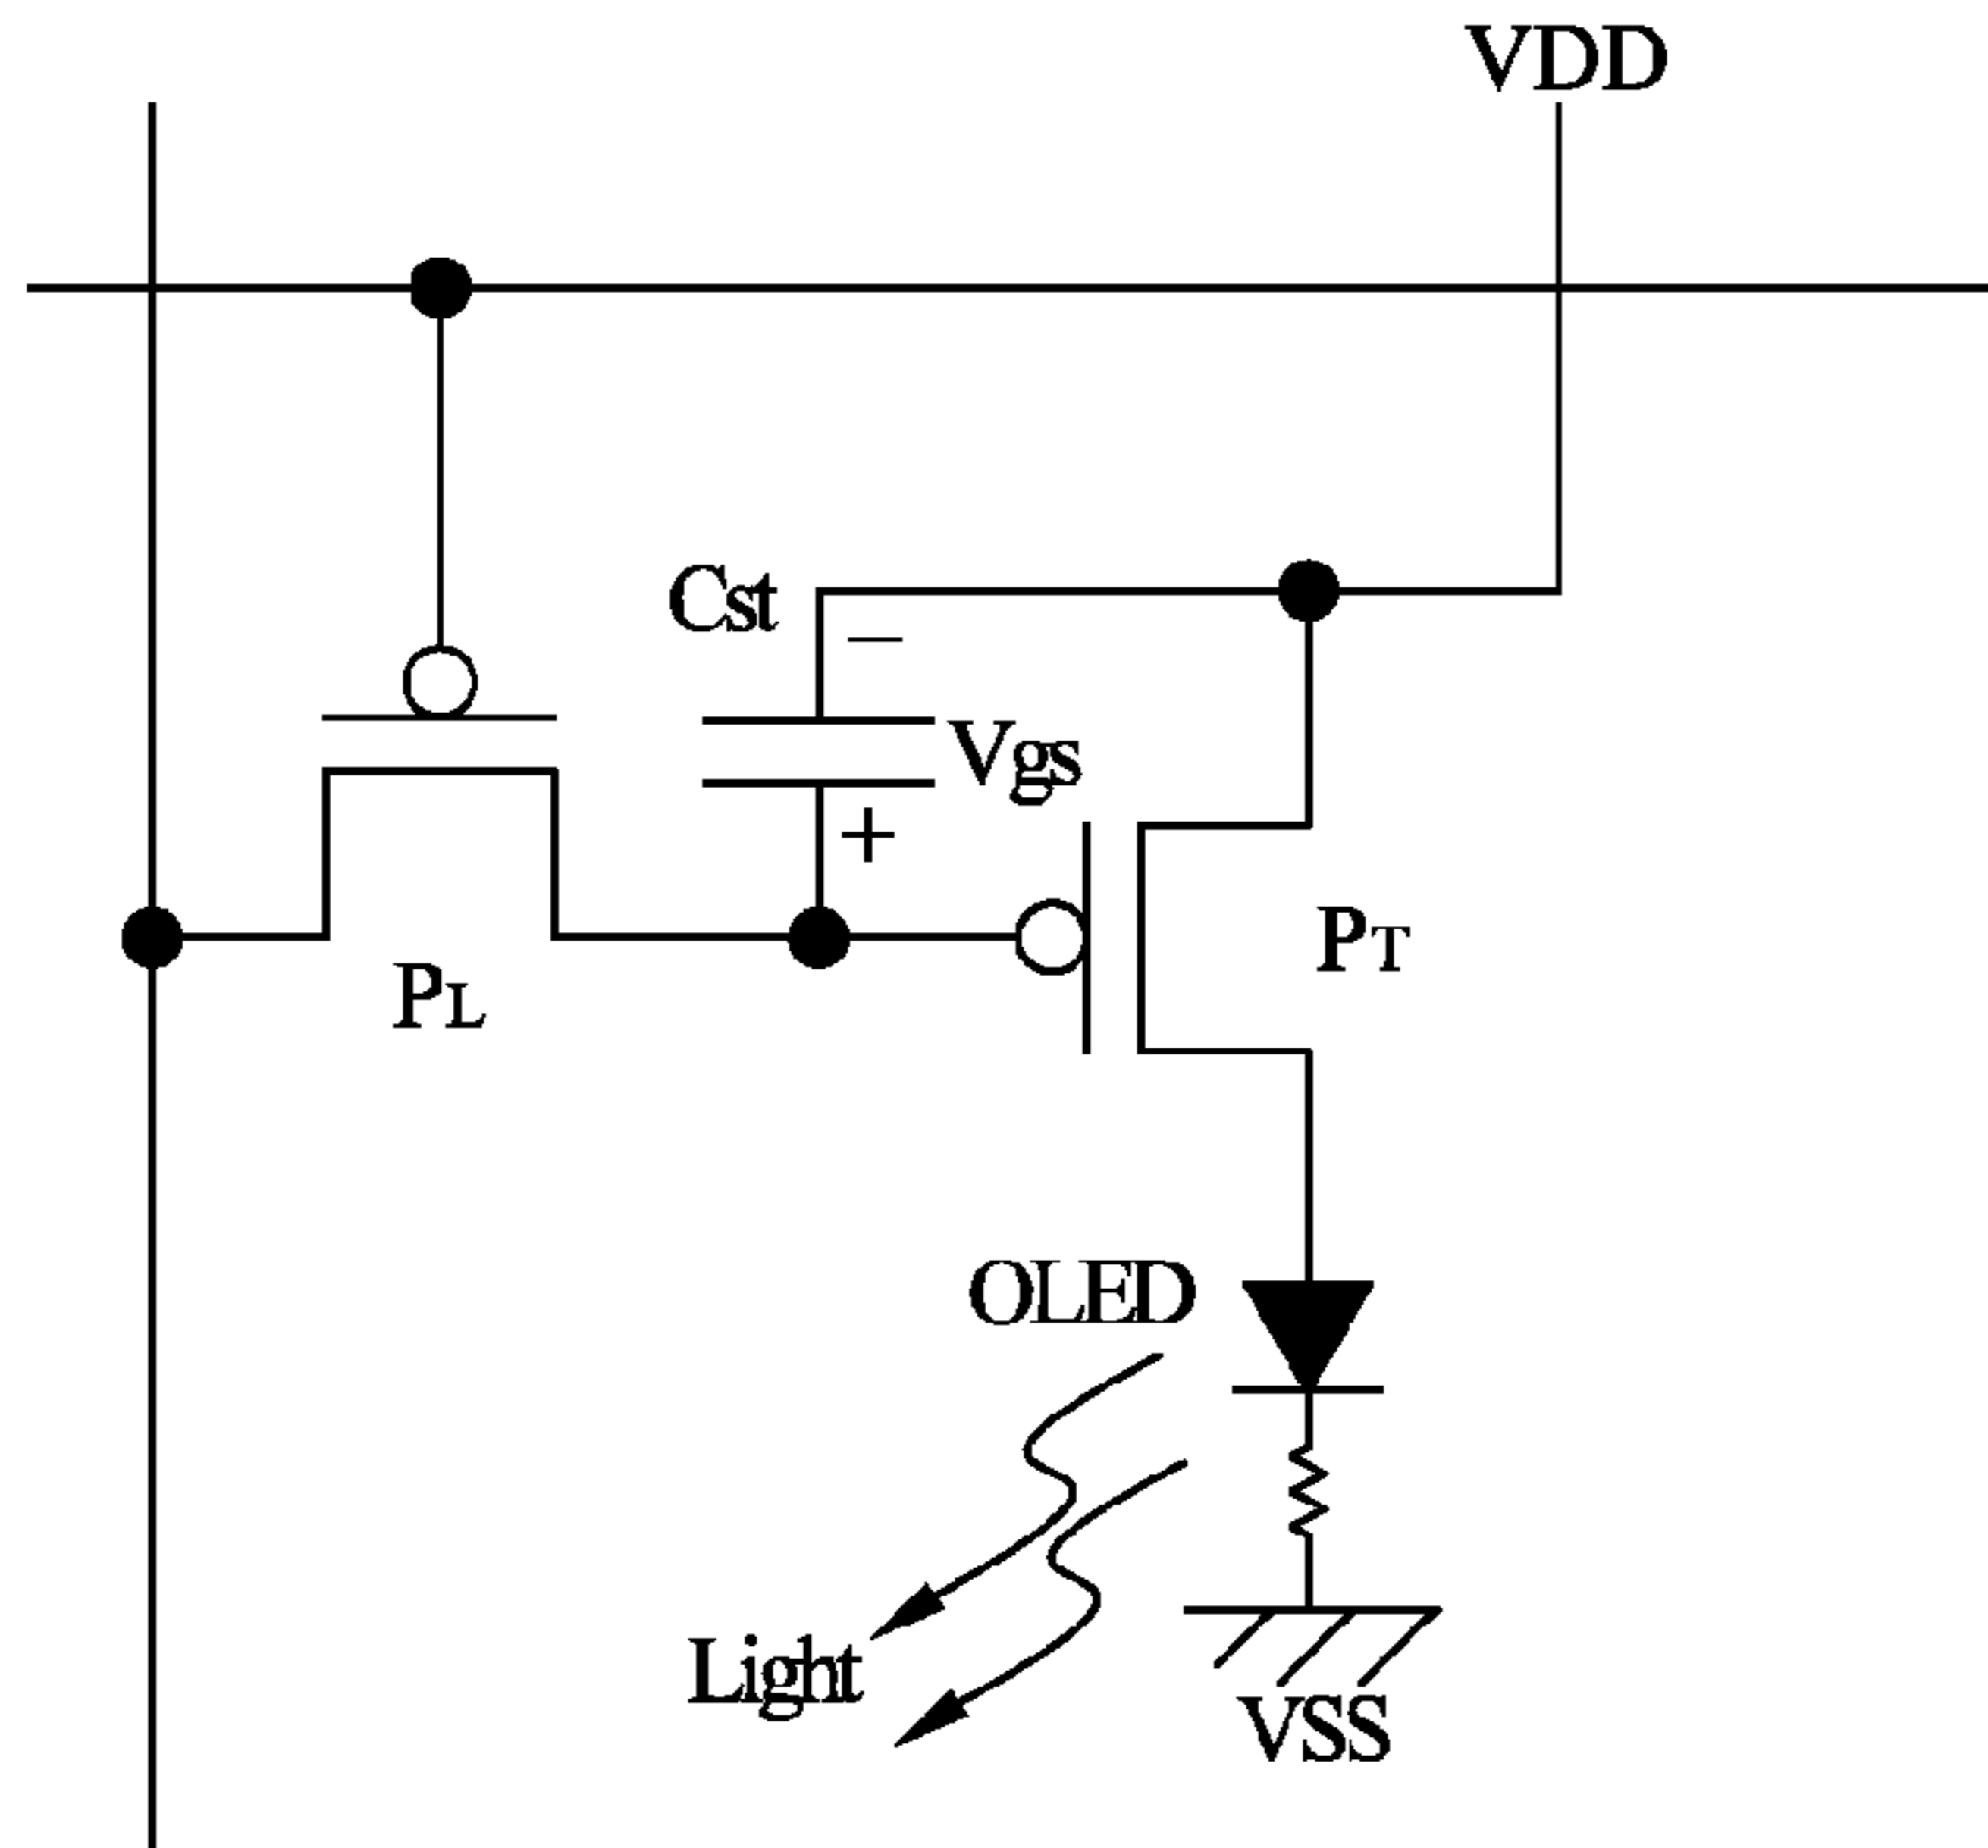 VDD
Cst
−
Vgs
+
PT
PL
OLED
Light
VSS